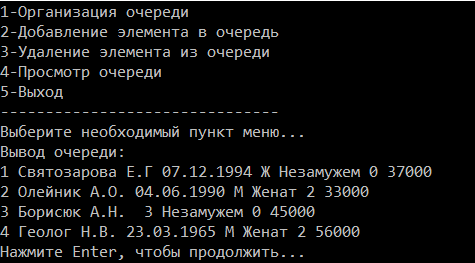 1-Организация очереди
2-Добавление элемента в очередь
3-Удаление элемента из очереди
4-Просмотр очереди
5-Выход
-------------------------------
Выберите необходимый пункт меню...
Вывод очереди:
1 Святозарова Е.Г 07.12.1994 Ж Незамужем 0 37000
2 Олейник А.О. 04.06.1990 М Женат 2 33000
3 Борисюк А.Н.  3 Незамужем 0 45000
4 Геолог Н.В. 23.03.1965 М Женат 2 56000
Нажмите Enter, чтобы продолжить...